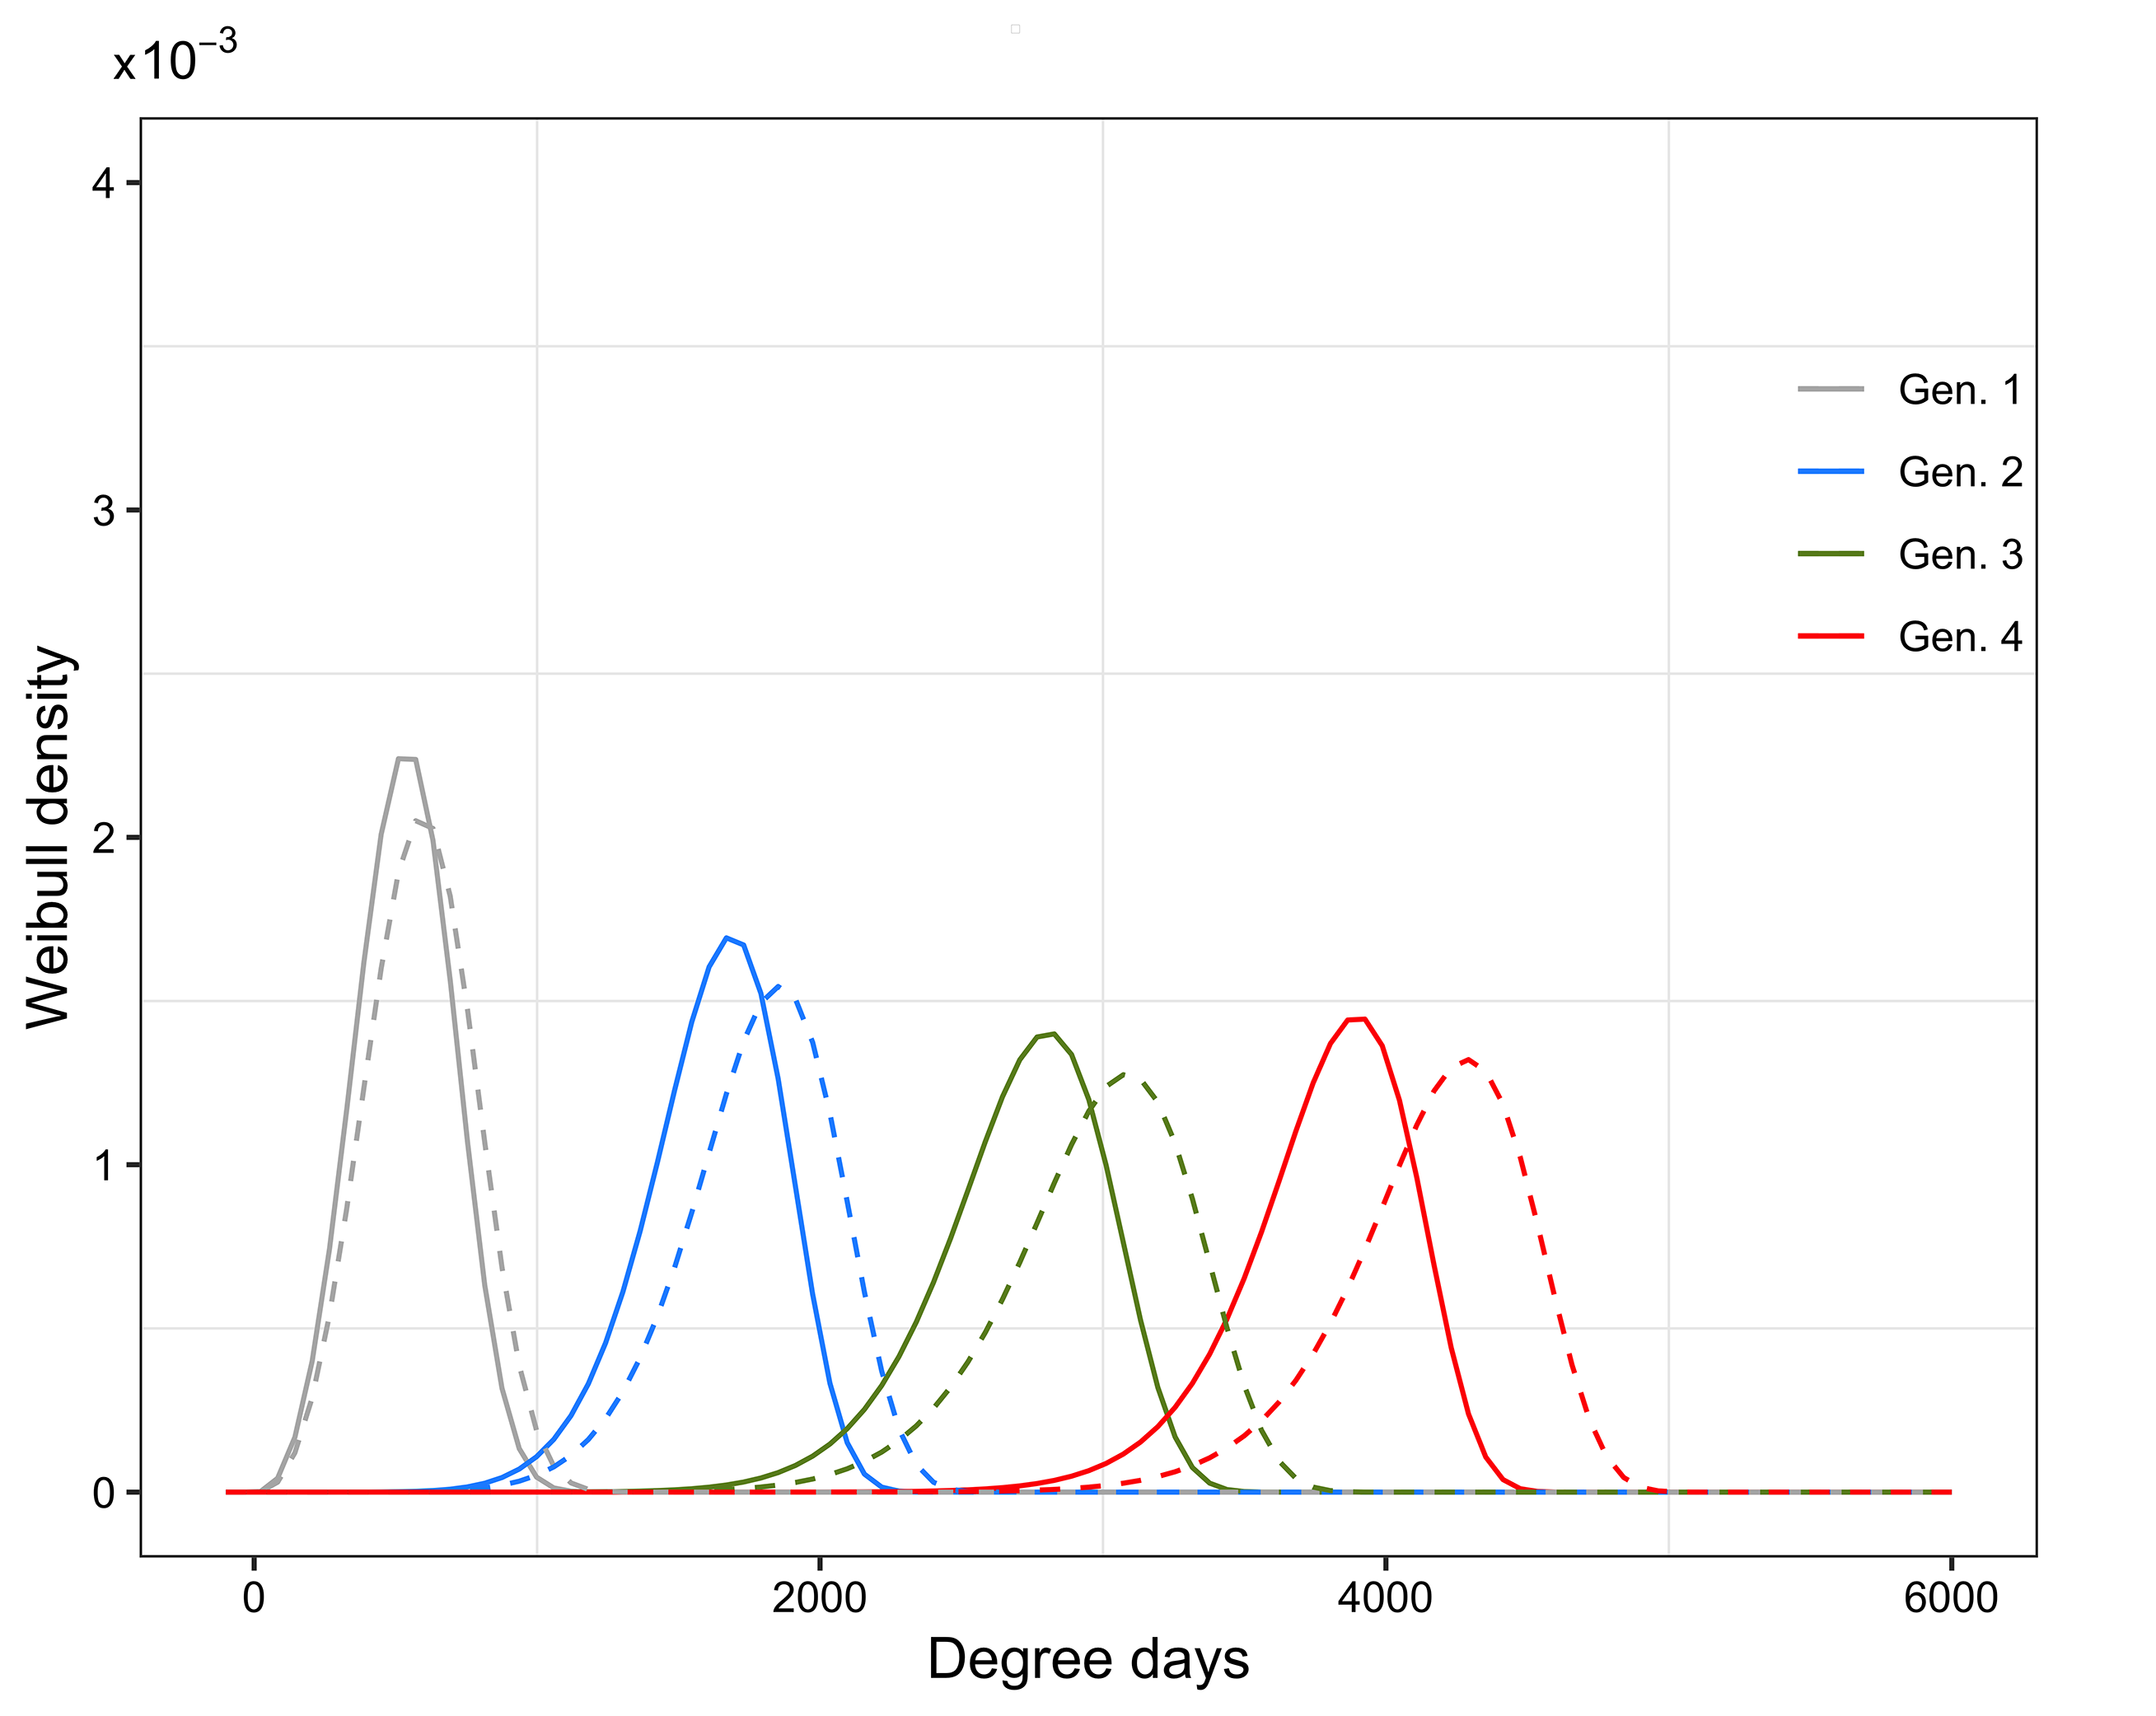 x10⁻³
4
3
2
1
0
Weibull density
Gen. 1
Gen. 2
Gen. 3
Gen. 4
0 2000 4000 6000
Degree days